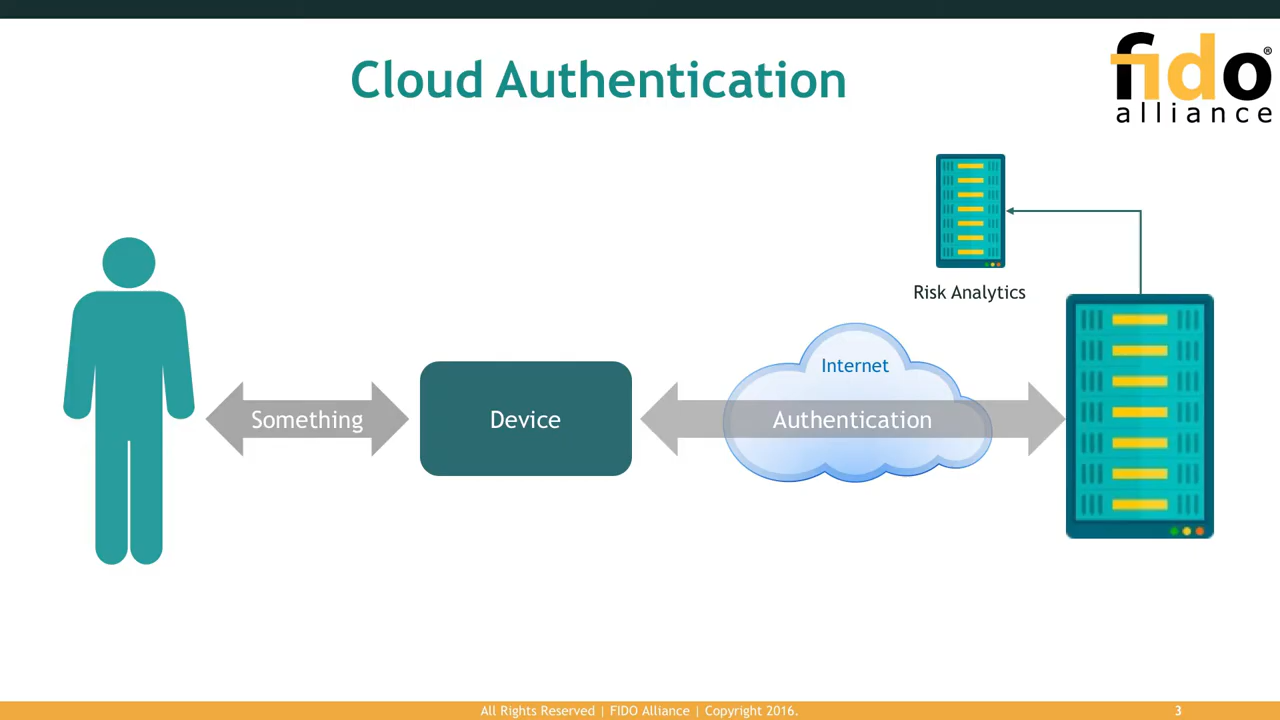 Cloud Authentication
fido®
alliance
Risk Analytics
Internet
Something
Device
Authentication
All Rights Reserved | FIDO Alliance | Copyright 2016.
3